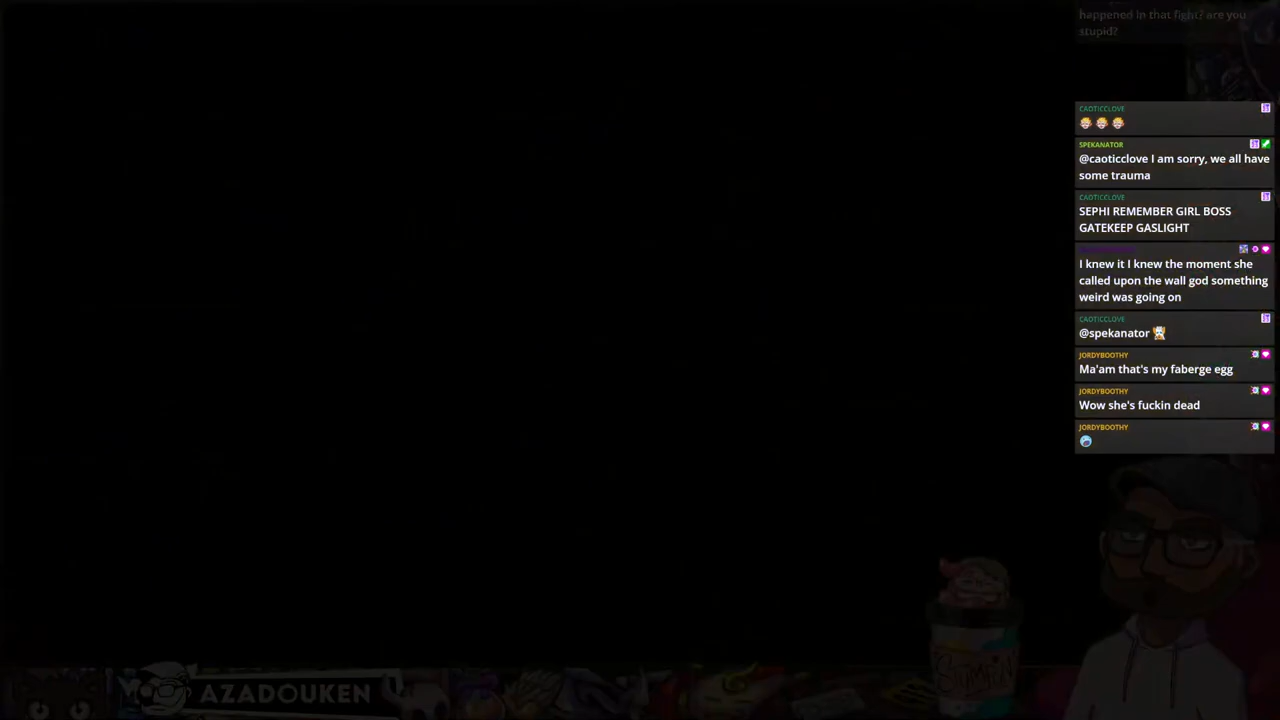 happened in that fight? are you
stupid?
CAOTICCLOVE
SPEKANATOR
@caoticclove I am sorry, we all have
some trauma
CAOTICCLOVE
SEPHI REMEMBER GIRL BOSS
GATEKEEP GASLIGHT
I knew it I knew the moment she
called upon the wall god something
weird was going on
CAOTICCLOVE
@spekanator
JORDYBOOTHY
Ma'am that's my faberge egg
JORDYBOOTHY
Wow she's fuckin dead
JORDYBOOTHY
AZADOUKEN